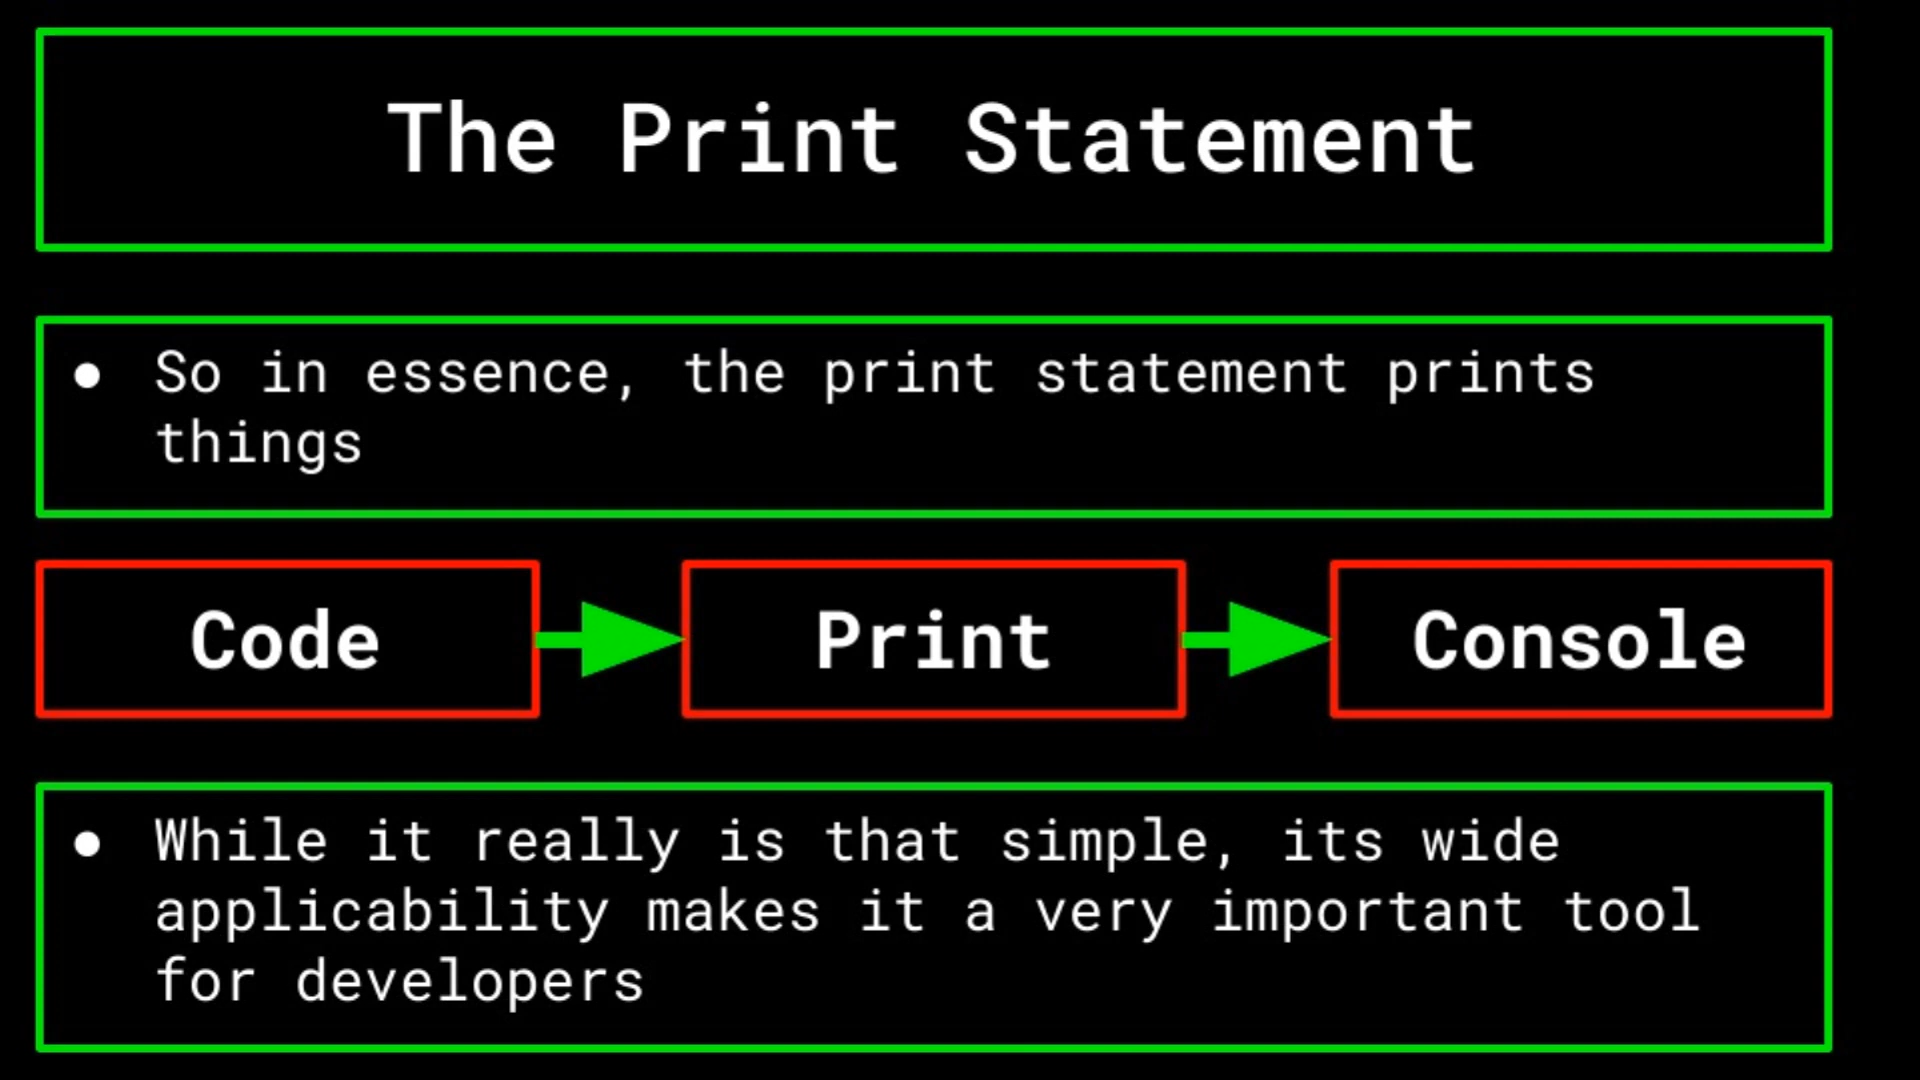 The Print Statement
● So in essence, the print statement prints
things
Code Print Console
● While it really is that simple, its wide
applicability makes it a very important tool
for developers